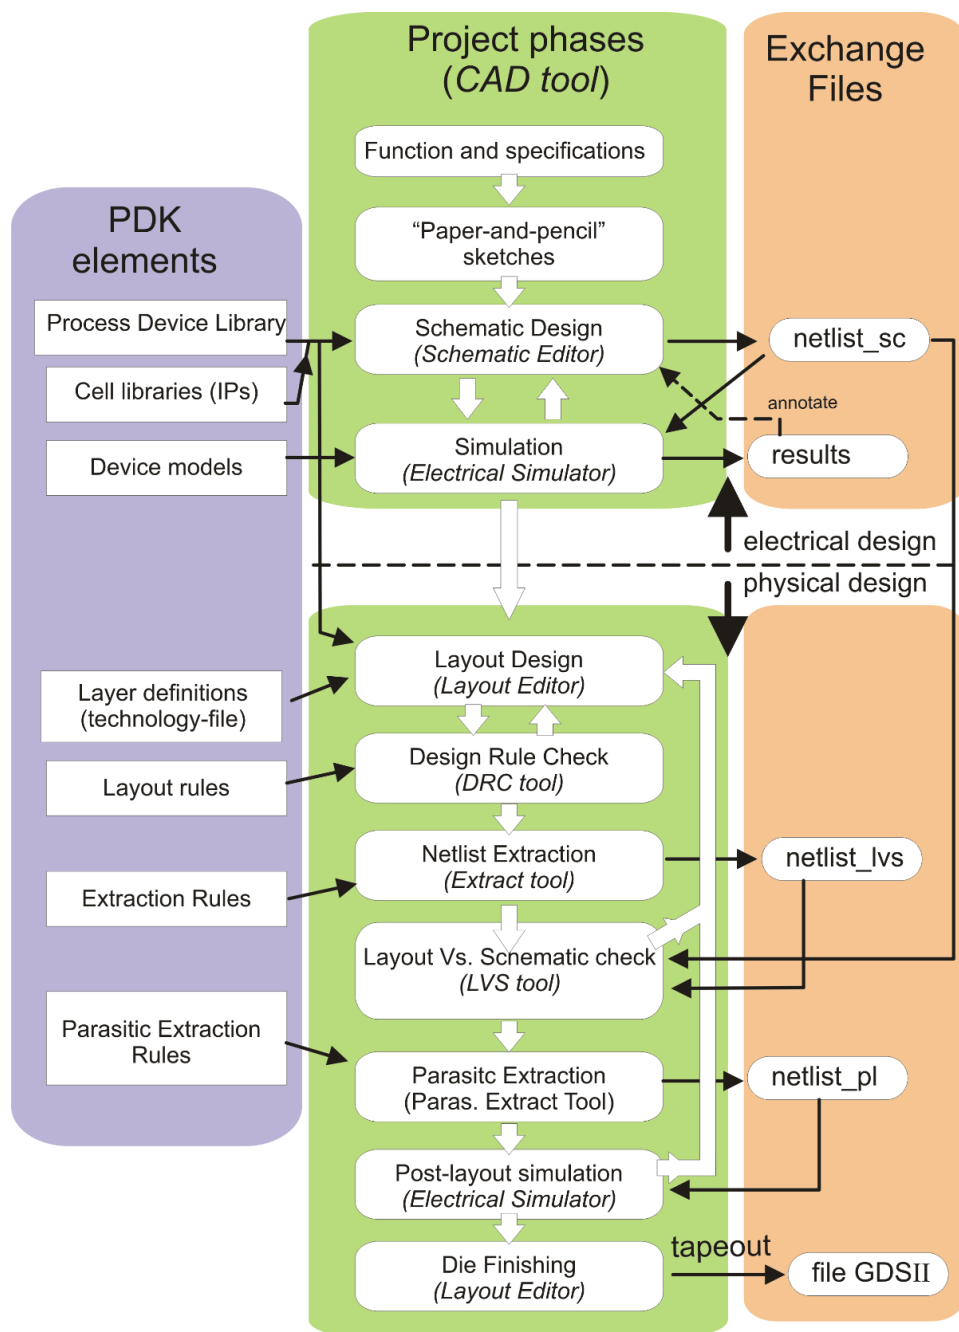 Project phases
(CAD tool)
Exchange
Files
Function and specifications
PDK
elements
“Paper-and-pencil”
sketches
Process Device Library
Schematic Design
(Schematic Editor)
netlist_sc
Cell libraries (IPs)
annotate
Device models
Simulation
(Electrical Simulator)
results
electrical design
physical design
Layout Design
(Layout Editor)
Layer definitions
(technology-file)
Design Rule Check
(DRC tool)
Layout rules
Netlist Extraction
(Extract tool)
netlist_lvs
Extraction Rules
Layout Vs. Schematic check
(LVS tool)
Parasitic Extraction
Rules
Parasitc Extraction
(Paras. Extract Tool)
netlist_pl
Post-layout simulation
(Electrical Simulator)
tapeout
Die Finishing
(Layout Editor)
file GDSII